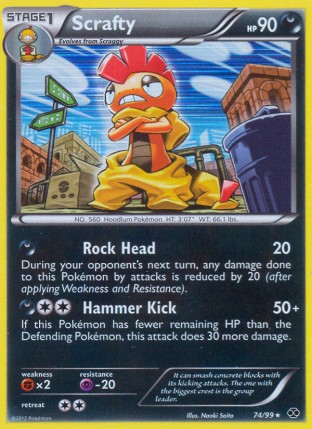 STAGE1 Scrafty HP90
Evolves from Scraggy
NO. 560 Hoodlum Pokémon HT: 3'07" WT: 66.1 lbs.
Rock Head 20
During your opponent's next turn, any damage done
to this Pokémon by attacks is reduced by 20 (after
applying Weakness and Resistance).
Hammer Kick 50+
If this Pokémon has fewer remaining HP than the
Defending Pokémon, this attack does 30 more damage.
weakness resistance
×2 -20
retreat
It can smash concrete blocks with
its kicking attacks. The one with
the biggest crest is the group
leader.
©2012 Pokémon Illus. Naoki Saito 74/99 ★